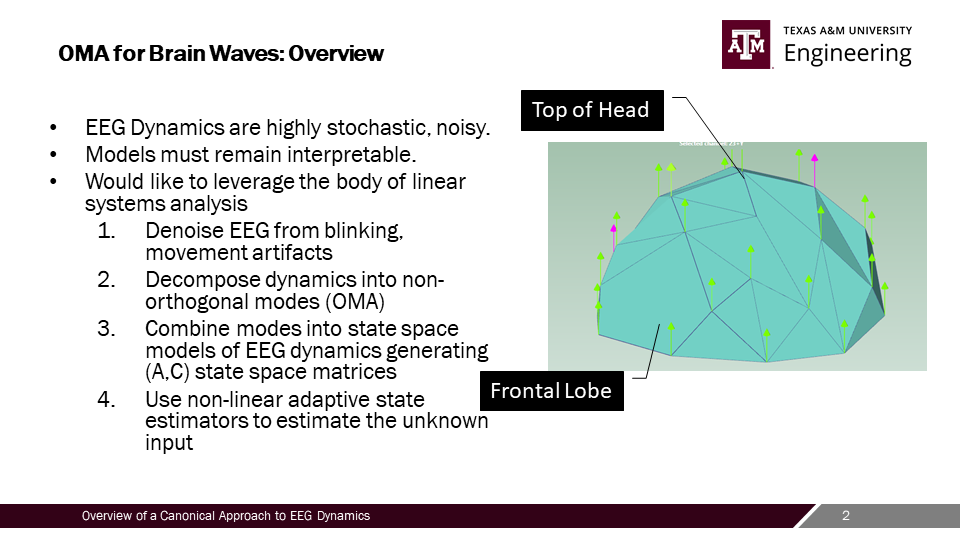 OMA for Brain Waves: Overview
TEXAS A&M UNIVERSITY
Engineering
ATM
• EEG Dynamics are highly stochastic, noisy.
• Models must remain interpretable.
• Would like to leverage the body of linear
systems analysis
1. Denoise EEG from blinking,
movement artifacts
2. Decompose dynamics into non-
orthogonal modes (OMA)
3. Combine modes into state space
models of EEG dynamics generating
(A,C) state space matrices
4. Use non-linear adaptive state
estimators to estimate the unknown
input
Top of Head
Frontal Lobe
Overview of a Canonical Approach to EEG Dynamics
2